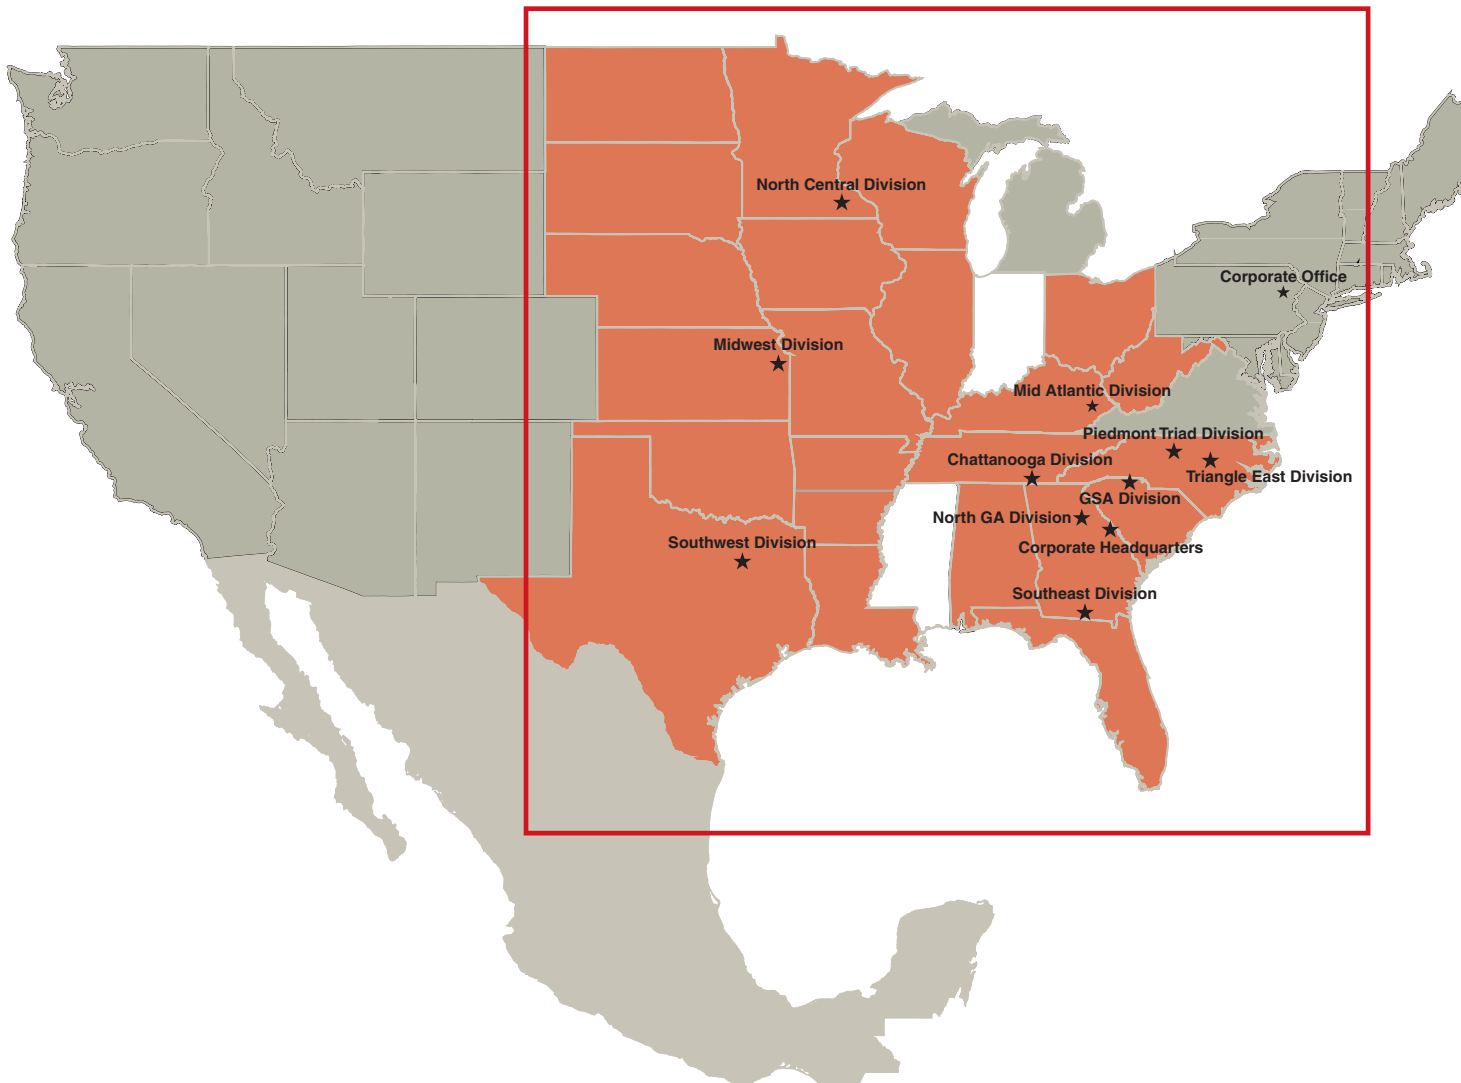 North Central Division
Corporate Office
Midwest Division
Mid Atlantic Division
Piedmont Triad Division
Chattanooga Division
Triangle East Division
GSA Division
North GA Division
Southwest Division
Corporate Headquarters
Southeast Division